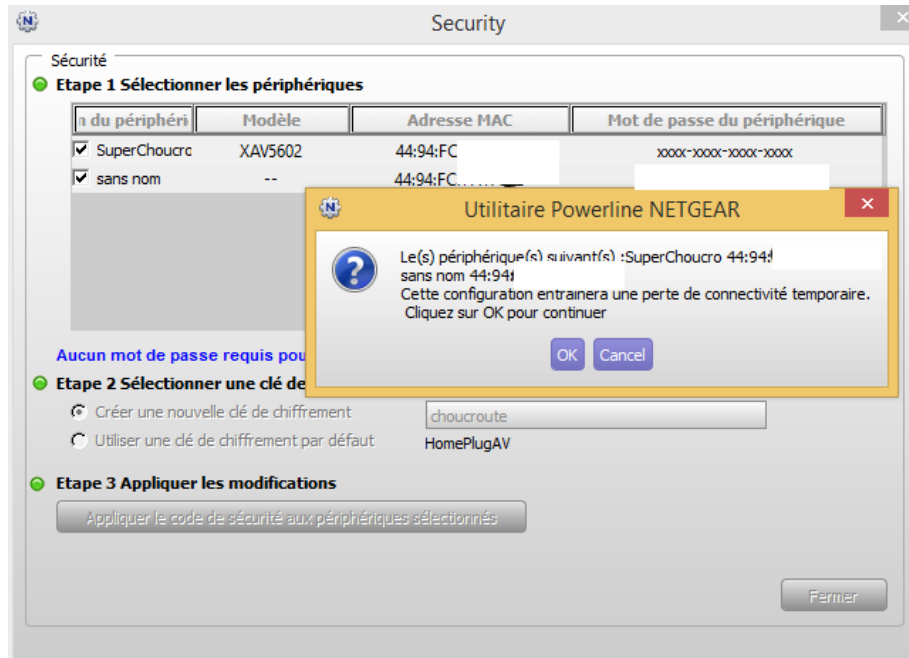 Security
Sécurité
Etape 1 Sélectionner les périphériques
n du périphéri Modèle Adresse MAC Mot de passe du périphérique
SuperChoucro XAV5602 44:94:FC xxxx-xxxx-xxxx-xxxx
sans nom -- 44:94:FC
Utilitaire Powerline NETGEAR
Le(s) périphérique(s) suivant(s) :SuperChoucro 44:94:
sans nom 44:94:
Cette configuration entrainera une perte de connectivité temporaire.
Cliquez sur OK pour continuer
OK Cancel
Aucun mot de passe requis pou
Etape 2 Sélectionner une clé de
Créer une nouvelle clé de chiffrement choucroute
Utiliser une clé de chiffrement par défaut HomePlugAV
Etape 3 Appliquer les modifications
Appliquer le code de sécurité aux périphériques sélectionnés
Fermer